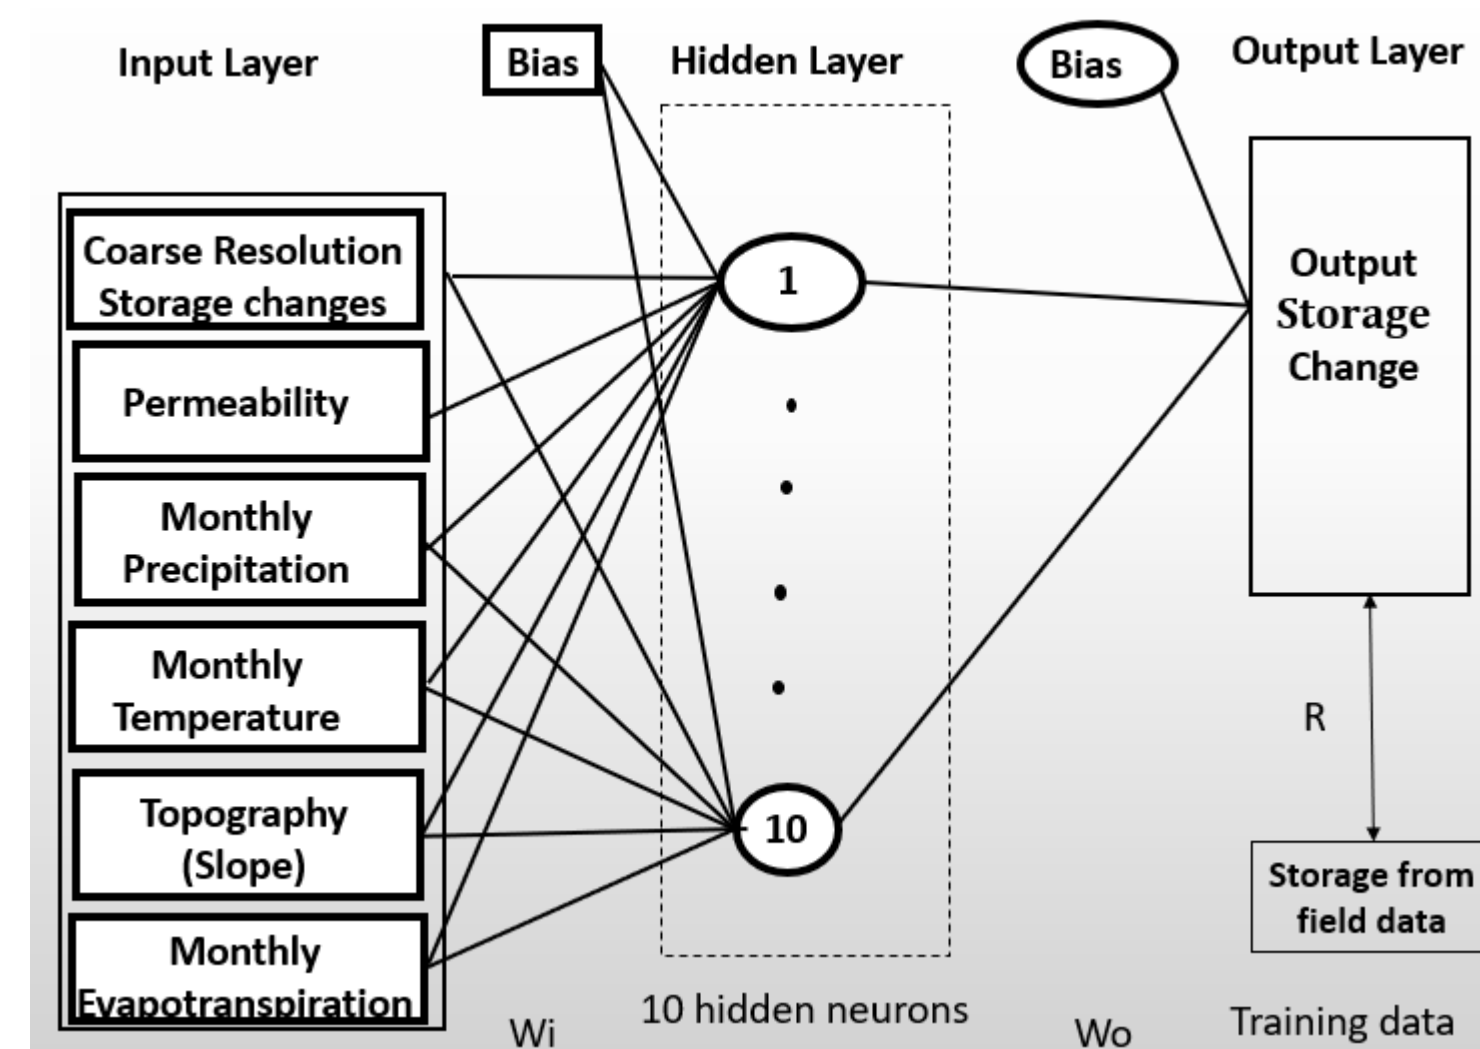 Input Layer
Bias
Hidden Layer
Bias
Output Layer
Coarse Resolution
Storage changes
Permeability
Monthly
Precipitation
Monthly
Temperature
Topography
(Slope)
Monthly
Evapotranspiration
1
10
Output
Storage
Change
R
Storage from
field data
Wi
10 hidden neurons
Wo
Training data